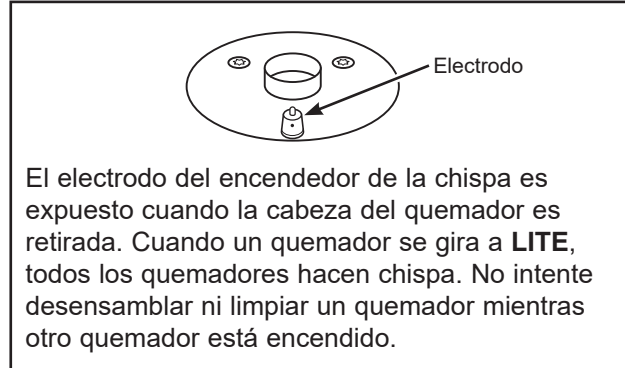 Electrodo
El electrodo del encendedor de la chispa es
expuesto cuando la cabeza del quemador es
retirada. Cuando un quemador se gira a LITE,
todos los quemadores hacen chispa. No intente
desensamblar ni limpiar un quemador mientras
otro quemador está encendido.